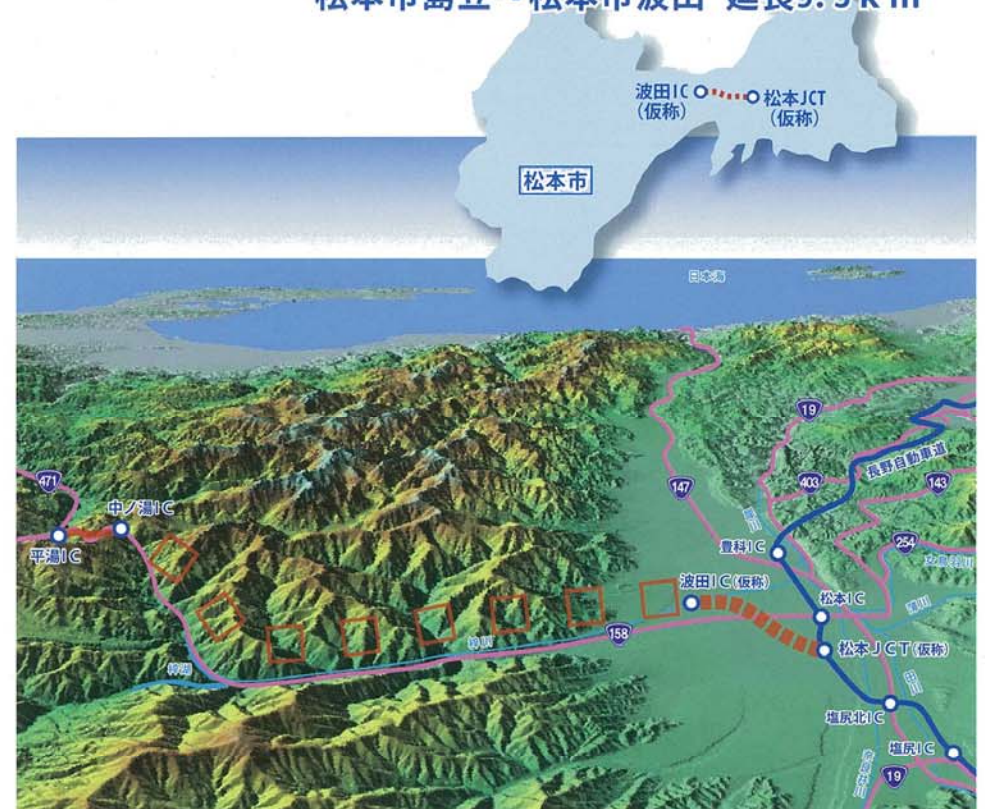 波田IC
(仮称)
松本JCT
(仮称)
松本市
日本海
19
長野自動車道
471
147
403
143
中ノ湯IC
平湯IC
豊科IC
254
波田IC(仮称)
松本IC
158
松本JCT(仮称)
梓湖
田川
塩尻北IC
塩尻IC
19